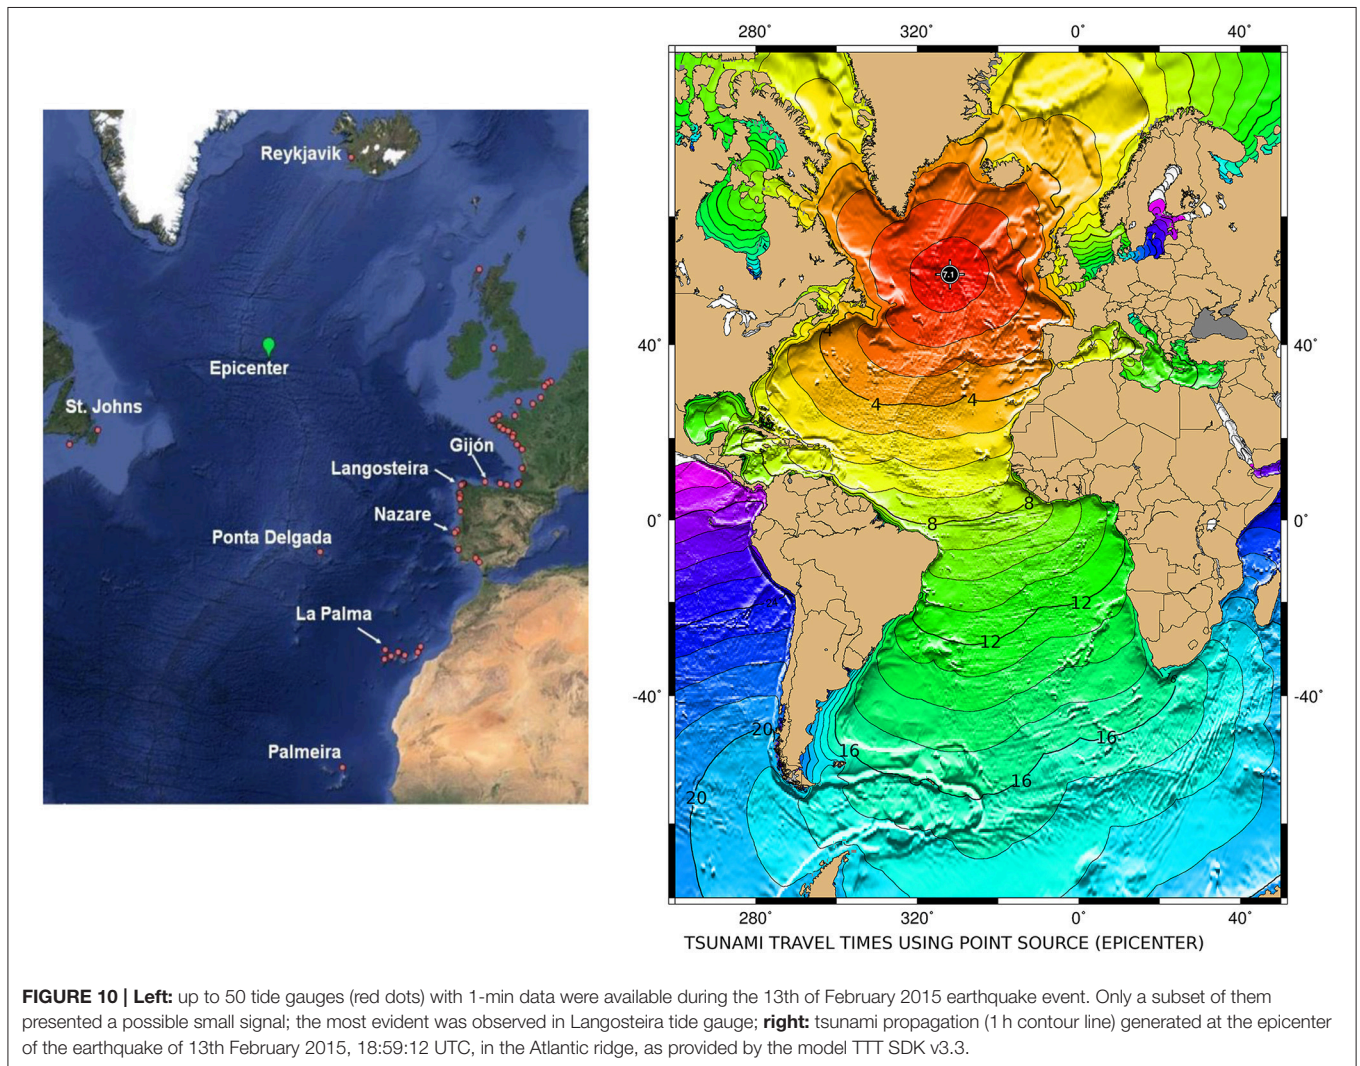 Reykjavik
Epicenter
St. Johns
Gijón
Langosteira
Nazare
Ponta Delgada
La Palma
Palmeira
280° 320° 0° 40°
7.1
40° 40°
4
4 4
8 8
0° 0°
12
12
-40° -40°
20 16 16
16
20
280° 320° 0° 40°
TSUNAMI TRAVEL TIMES USING POINT SOURCE (EPICENTER)
FIGURE 10 | Left: up to 50 tide gauges (red dots) with 1-min data were available during the 13th of February 2015 earthquake event. Only a subset of them
presented a possible small signal; the most evident was observed in Langosteira tide gauge; right: tsunami propagation (1 h contour line) generated at the epicenter
of the earthquake of 13th February 2015, 18:59:12 UTC, in the Atlantic ridge, as provided by the model TTT SDK v3.3.